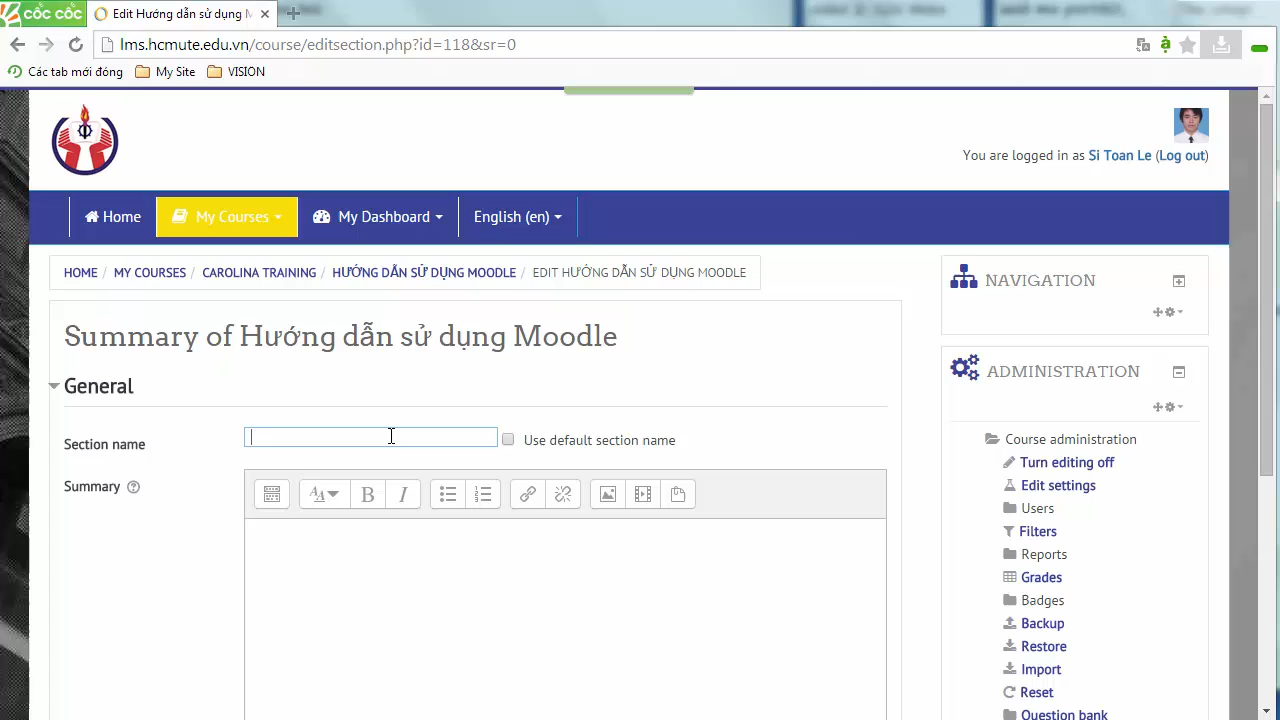 cốc cốc
Edit Hướng dẫn sử dụng M
lms.hcmute.edu.vn/course/editsection.php?id=118&sr=0
Các tab mới đóng My Site VISION
You are logged in as Si Toan Le (Log out)
Home My Courses My Dashboard English (en)
HOME / MY COURSES / CAROLINA TRAINING / HƯỚNG DẪN SỬ DỤNG MOODLE / EDIT HƯỚNG DẪN SỬ DỤNG MOODLE
Summary of Hướng dẫn sử dụng Moodle
General
Section name
Use default section name
Summary
AA B I
NAVIGATION
ADMINISTRATION
Course administration
Turn editing off
Edit settings
Users
Filters
Reports
Grades
Badges
Backup
Restore
Import
Reset
Question bank